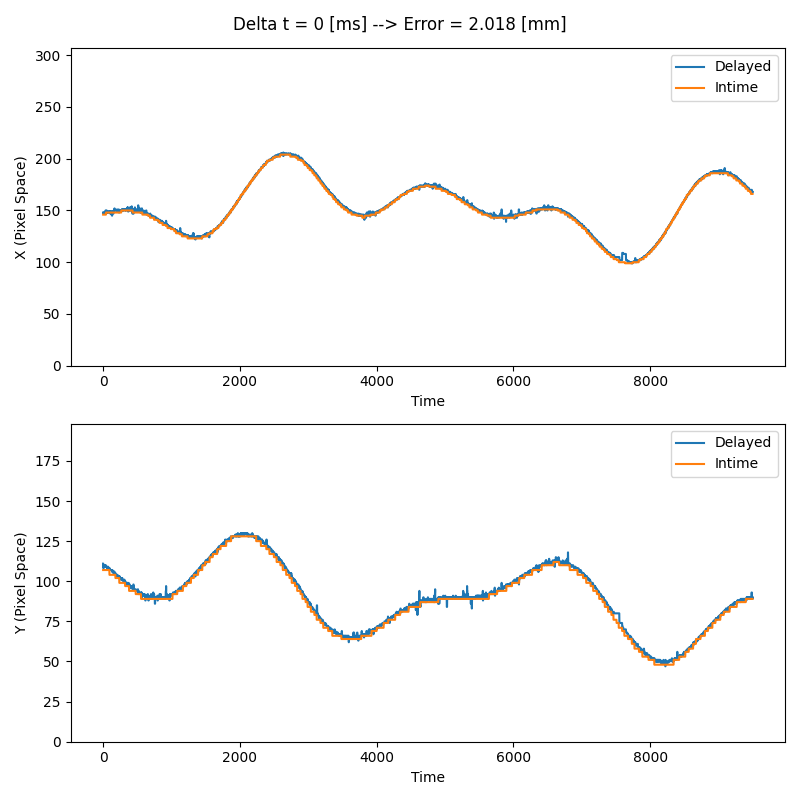 Delta t = 0 [ms] --> Error = 2.018 [mm]
300
250
200
150
100
50
0
X (Pixel Space)
Delayed
Intime
0 2000 4000 6000 8000
Time
175
150
125
100
75
50
25
0
Y (Pixel Space)
Delayed
Intime
0 2000 4000 6000 8000
Time